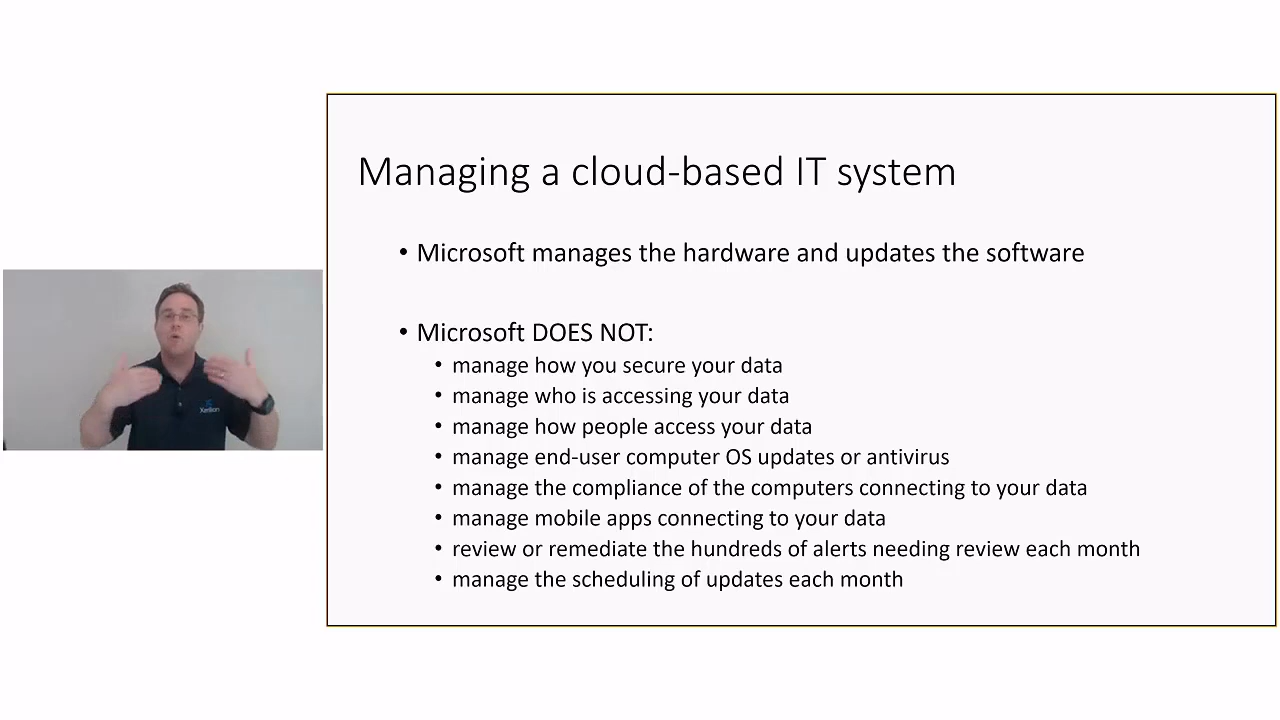 Managing a cloud-based IT system
• Microsoft manages the hardware and updates the software
• Microsoft DOES NOT:
• manage how you secure your data
• manage who is accessing your data
• manage how people access your data
• manage end-user computer OS updates or antivirus
• manage the compliance of the computers connecting to your data
• manage mobile apps connecting to your data
• review or remediate the hundreds of alerts needing review each month
• manage the scheduling of updates each month